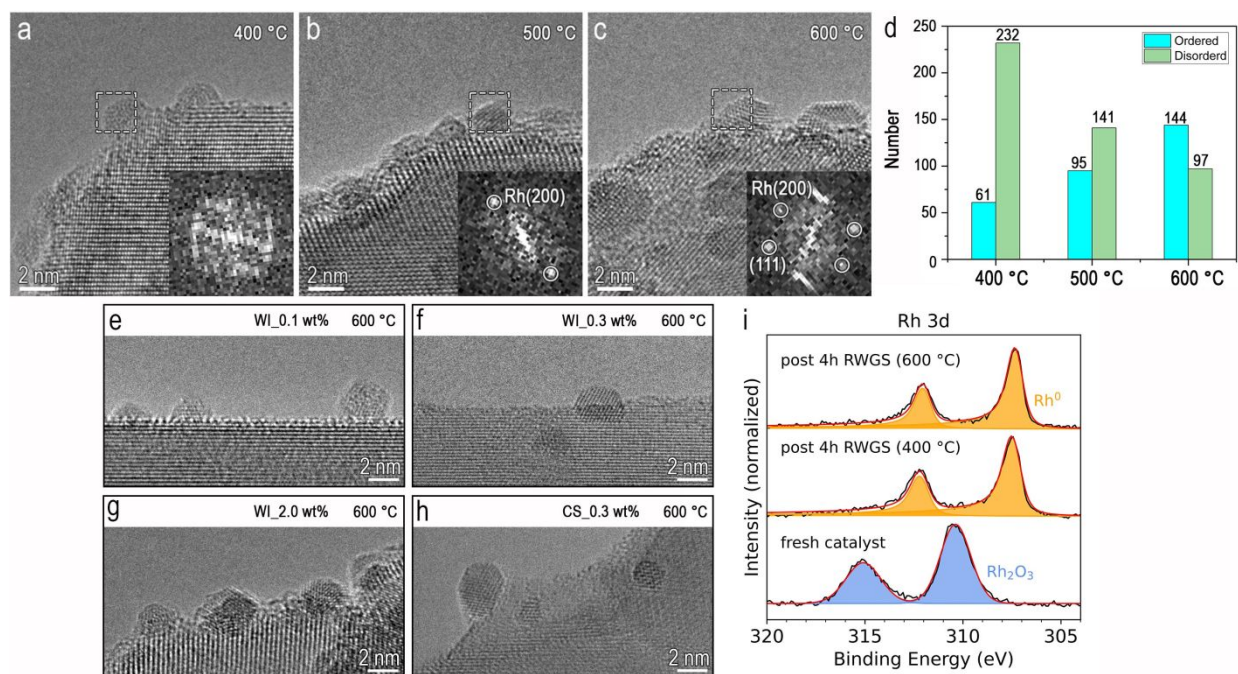 a
400 °C
2 nm
b
500 °C
Rh(200)
2 nm
c
600 °C
Rh(200)
(111)
2 nm
d
Ordered
Disorderd
Number
250
200
150
100
50
0
61
232
95
141
144
97
400 °C
500 °C
600 °C
e
WI_0.1 wt%
600 °C
2 nm
f
WI_0.3 wt%
600 °C
2 nm
g
WI_2.0 wt%
600 °C
2 nm
h
CS_0.3 wt%
600 °C
2 nm
i
Rh 3d
post 4h RWGS (600 °C)
Rh⁰
post 4h RWGS (400 °C)
fresh catalyst
Rh₂O₃
Intensity (normalized)
320
315
310
305
Binding Energy (eV)